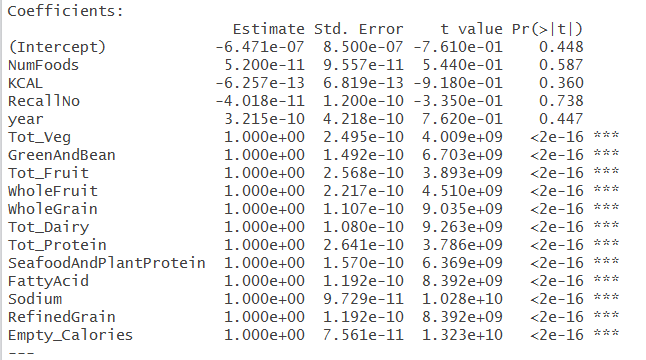 Coefficients:
Estimate Std. Error t value Pr(>|t|)
(Intercept) -6.471e-07 8.500e-07 -7.610e-01 0.448
NumFoods 5.200e-11 9.557e-11 5.440e-01 0.587
KCAL -6.257e-13 6.819e-13 -9.180e-01 0.360
RecallNo -4.018e-11 1.200e-10 -3.350e-01 0.738
year 3.215e-10 4.218e-10 7.620e-01 0.447
Tot_Veg 1.000e+00 2.495e-10 4.009e+09 <2e-16 ***
GreenAndBean 1.000e+00 1.492e-10 6.703e+09 <2e-16 ***
Tot_Fruit 1.000e+00 2.568e-10 3.893e+09 <2e-16 ***
WholeFruit 1.000e+00 2.217e-10 4.510e+09 <2e-16 ***
WholeGrain 1.000e+00 1.107e-10 9.035e+09 <2e-16 ***
Tot_Dairy 1.000e+00 1.080e-10 9.263e+09 <2e-16 ***
Tot_Protein 1.000e+00 2.641e-10 3.786e+09 <2e-16 ***
SeafoodAndPlantProtein 1.000e+00 1.570e-10 6.369e+09 <2e-16 ***
FattyAcid 1.000e+00 1.192e-10 8.392e+09 <2e-16 ***
Sodium 1.000e+00 9.729e-11 1.028e+10 <2e-16 ***
RefinedGrain 1.000e+00 1.192e-10 8.392e+09 <2e-16 ***
Empty_Calories 1.000e+00 7.561e-11 1.323e+10 <2e-16 ***
---